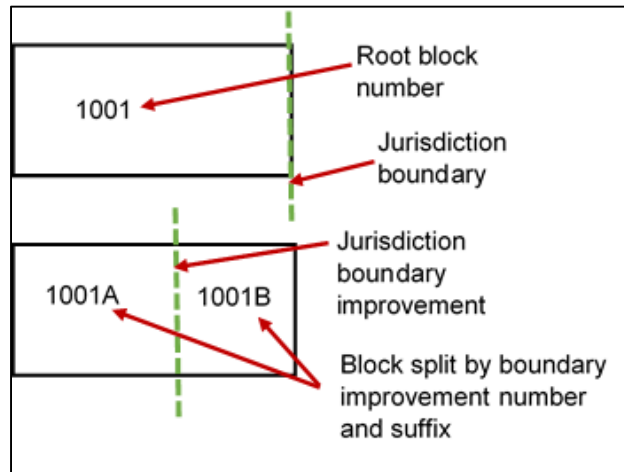 Root block
number
1001
Jurisdiction
boundary
Jurisdiction
boundary
improvement
1001A
1001B
Block split by boundary
improvement number
and suffix